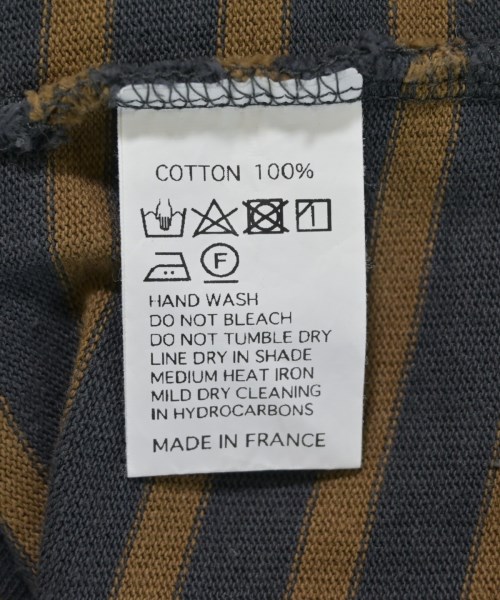 COTTON 100%
F
HAND WASH
DO NOT BLEACH
DO NOT TUMBLE DRY
LINE DRY IN SHADE
MEDIUM HEAT IRON
MILD DRY CLEANING
IN HYDROCARBONS
MADE IN FRANCE